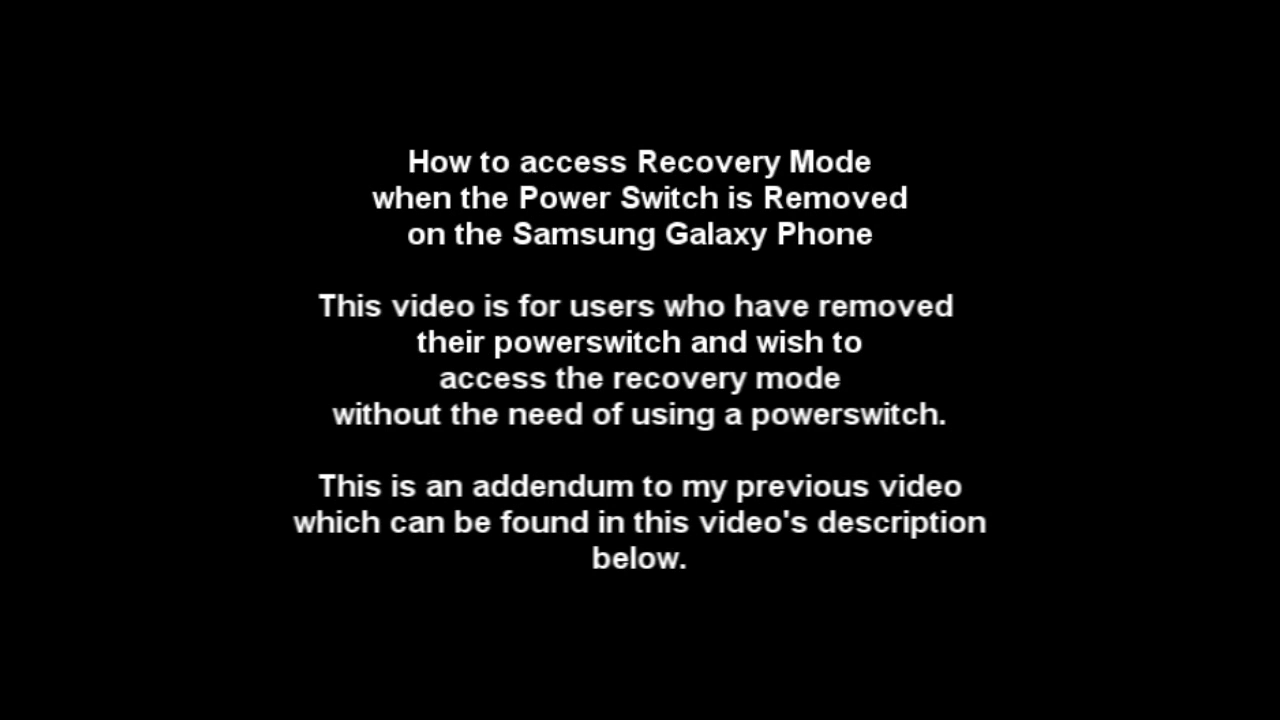 How to access Recovery Mode
when the Power Switch is Removed
on the Samsung Galaxy Phone
This video is for users who have removed
their powerswitch and wish to
access the recovery mode
without the need of using a powerswitch.
This is an addendum to my previous video
which can be found in this video's description
below.